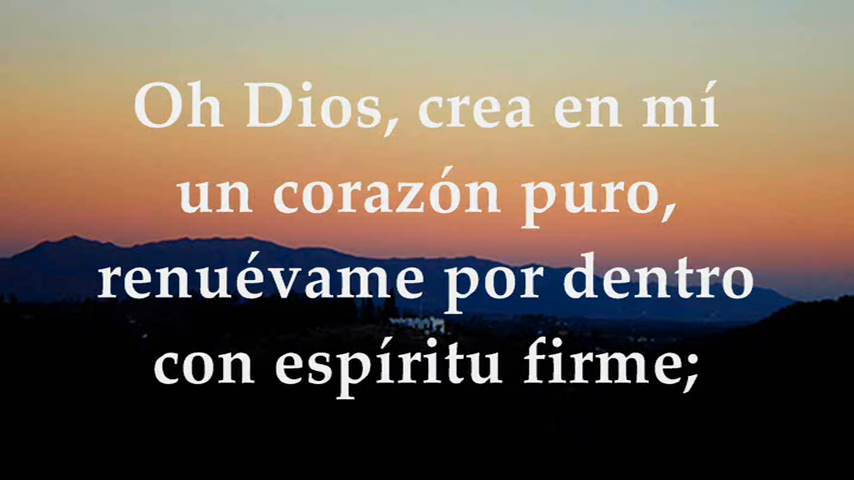 Oh Dios, crea en mí
un corazón puro,
renuévame por dentro
con espíritu firme;